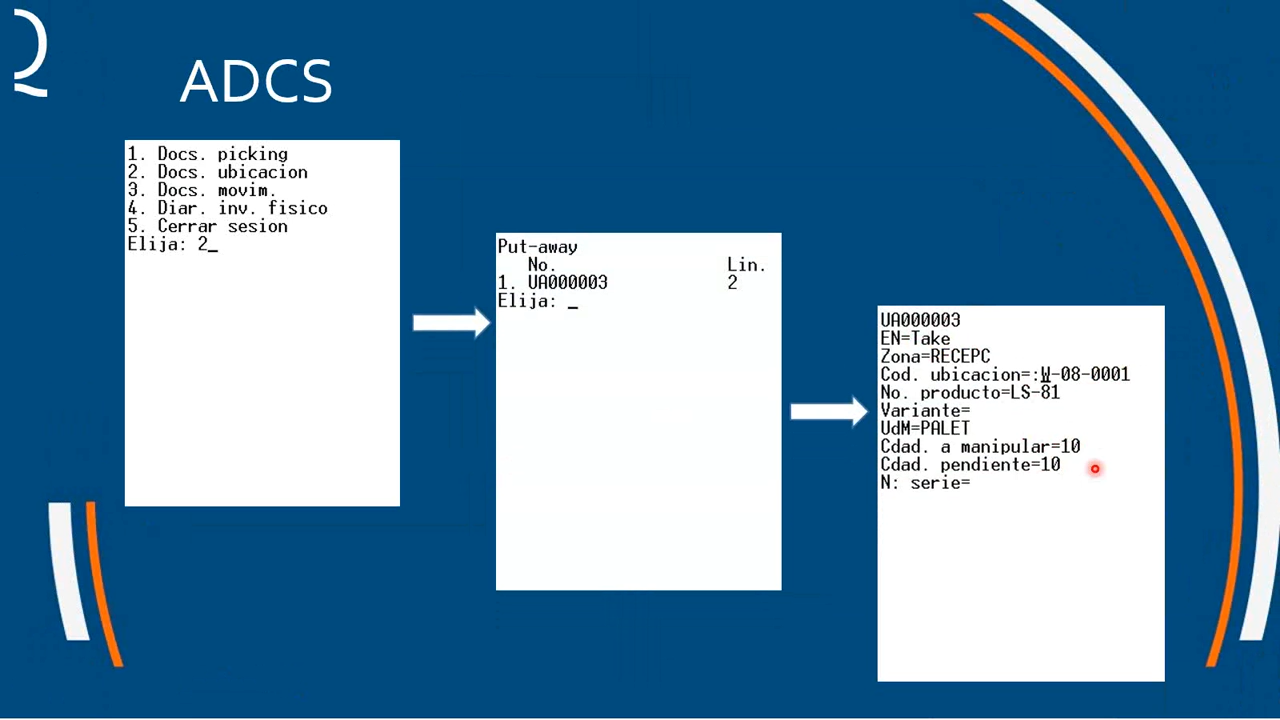 ADCS
1. Docs. picking
2. Docs. ubicacion
3. Docs. movim.
4. Diar. inv. fisico
5. Cerrar sesion
Elija: 2_
Put-away
No. Lin.
1. UA000003 2
Elija: _
UA000003
EN=Take
Zona=RECEPC
Cod. ubicacion=:W-08-0001
No. producto=LS-81
Variante=
UdM=PALET
Cdad. a manipular=10
Cdad. pendiente=10
N: serie=